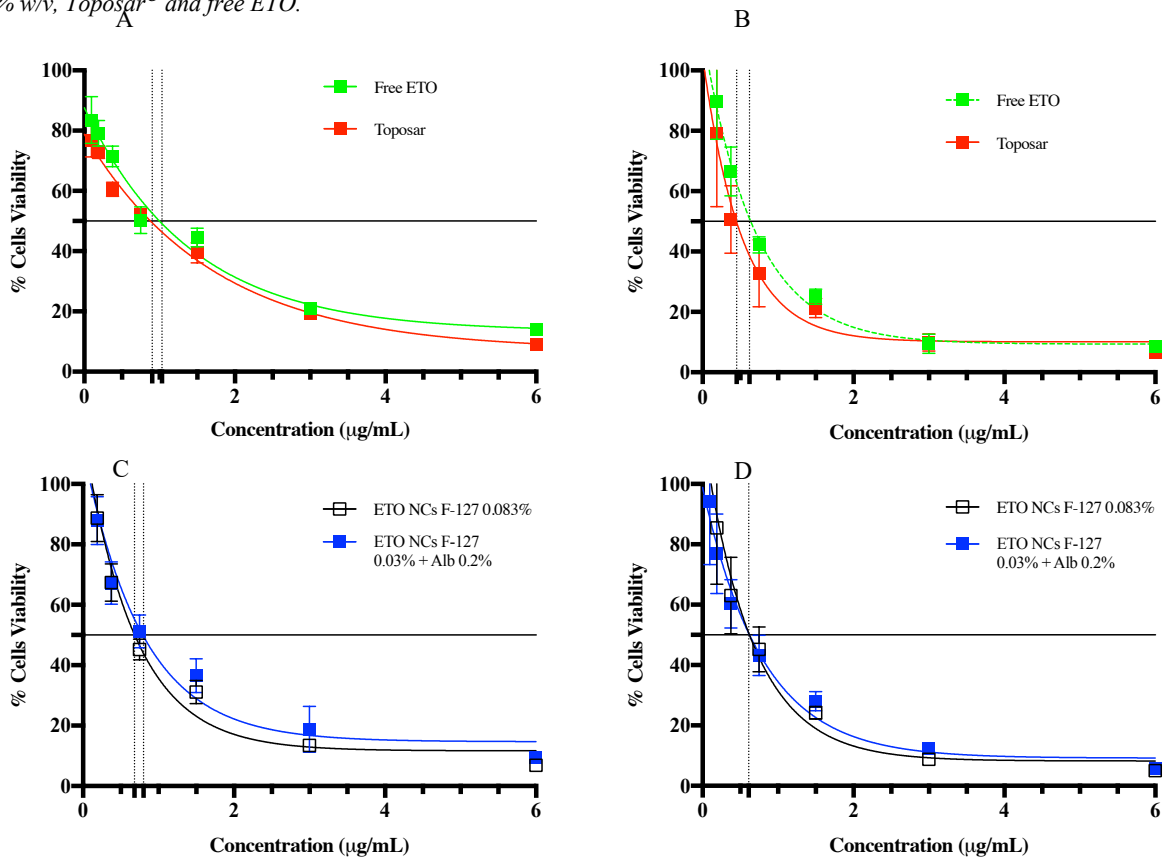 % w/v, Toposar® and free ETO.
A
100
80
60
40
20
0
% Cells Viability
Free ETO
Toposar
0
2
4
6
Concentration (µg/mL)
B
100
80
60
40
20
0
% Cells Viability
Free ETO
Toposar
0
2
4
6
Concentration (µg/mL)
C
100
80
60
40
20
0
% Cells Viability
ETO NCs F-127 0.083%
ETO NCs F-127
0.03% + Alb 0.2%
0
2
4
6
Concentration (µg/mL)
D
100
80
60
40
20
0
% Cells Viability
ETO NCs F-127 0.083%
ETO NCs F-127
0.03% + Alb 0.2%
0
2
4
6
Concentration (µg/mL)